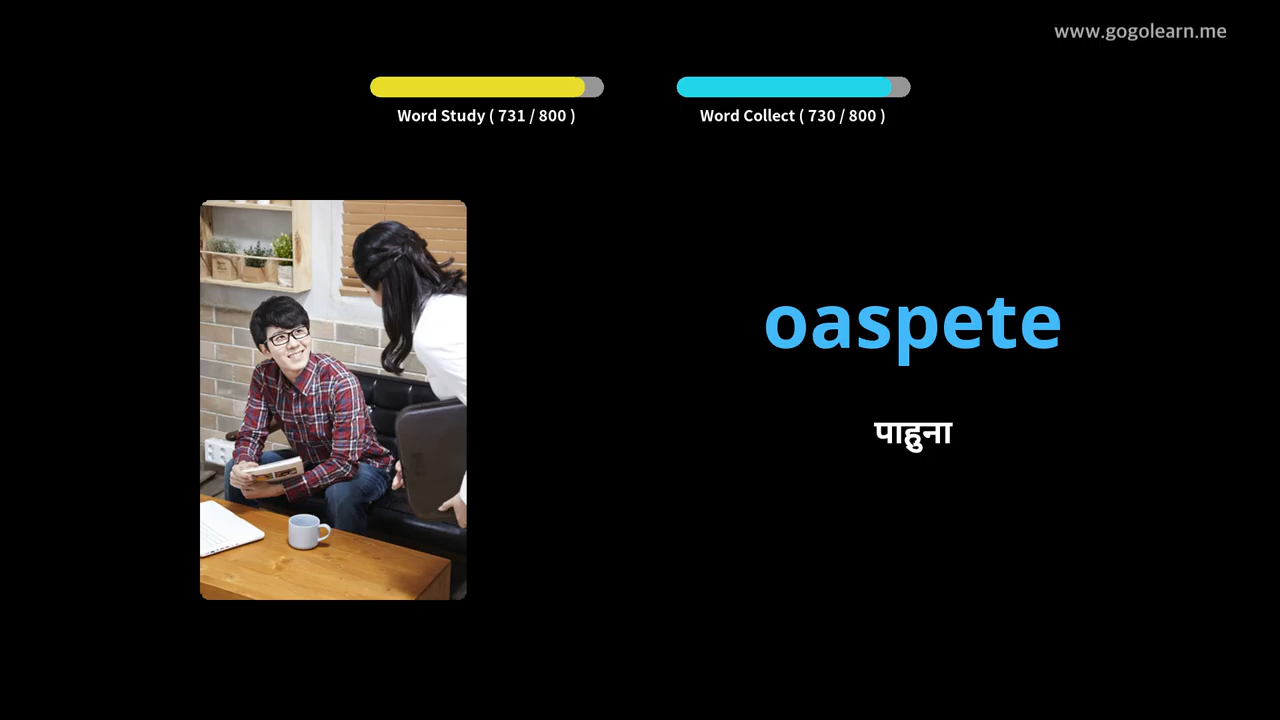 www.gogolearn.me
Word Study ( 731 / 800 )
Word Collect ( 730 / 800 )
oaspete
पाहुना